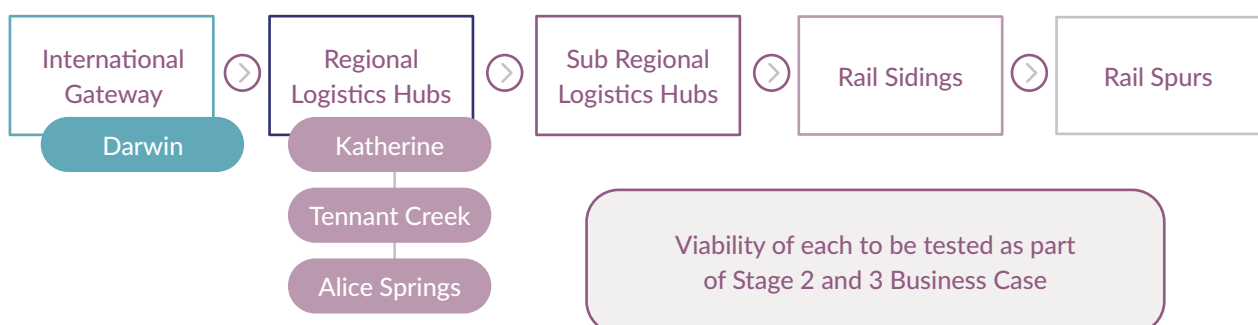 International
Gateway
Darwin
Regional
Logistics Hubs
Katherine
Tennant Creek
Alice Springs
Sub Regional
Logistics Hubs
Rail Sidings
Rail Spurs
Viability of each to be tested as part
of Stage 2 and 3 Business Case